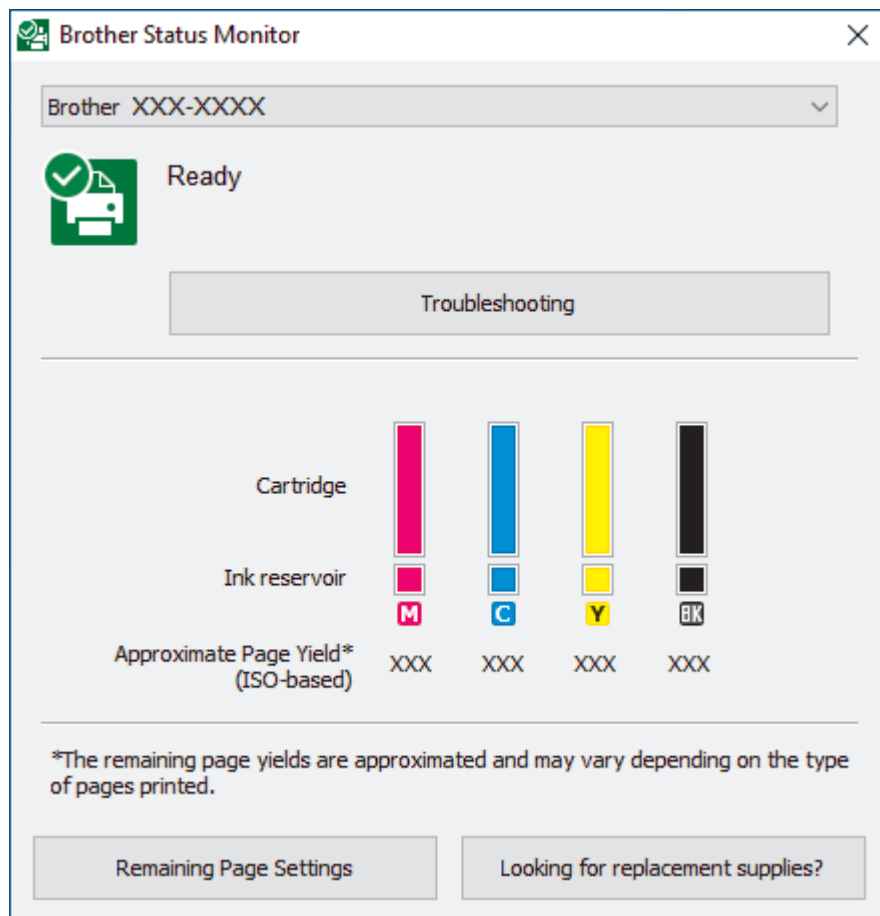 Brother Status Monitor
Brother XXX-XXXX
Ready
Troubleshooting
Cartridge
Ink reservoir
M C Y BK
Approximate Page Yield* XXX XXX XXX XXX
(ISO-based)
*The remaining page yields are approximated and may vary depending on the type
of pages printed.
Remaining Page Settings Looking for replacement supplies?